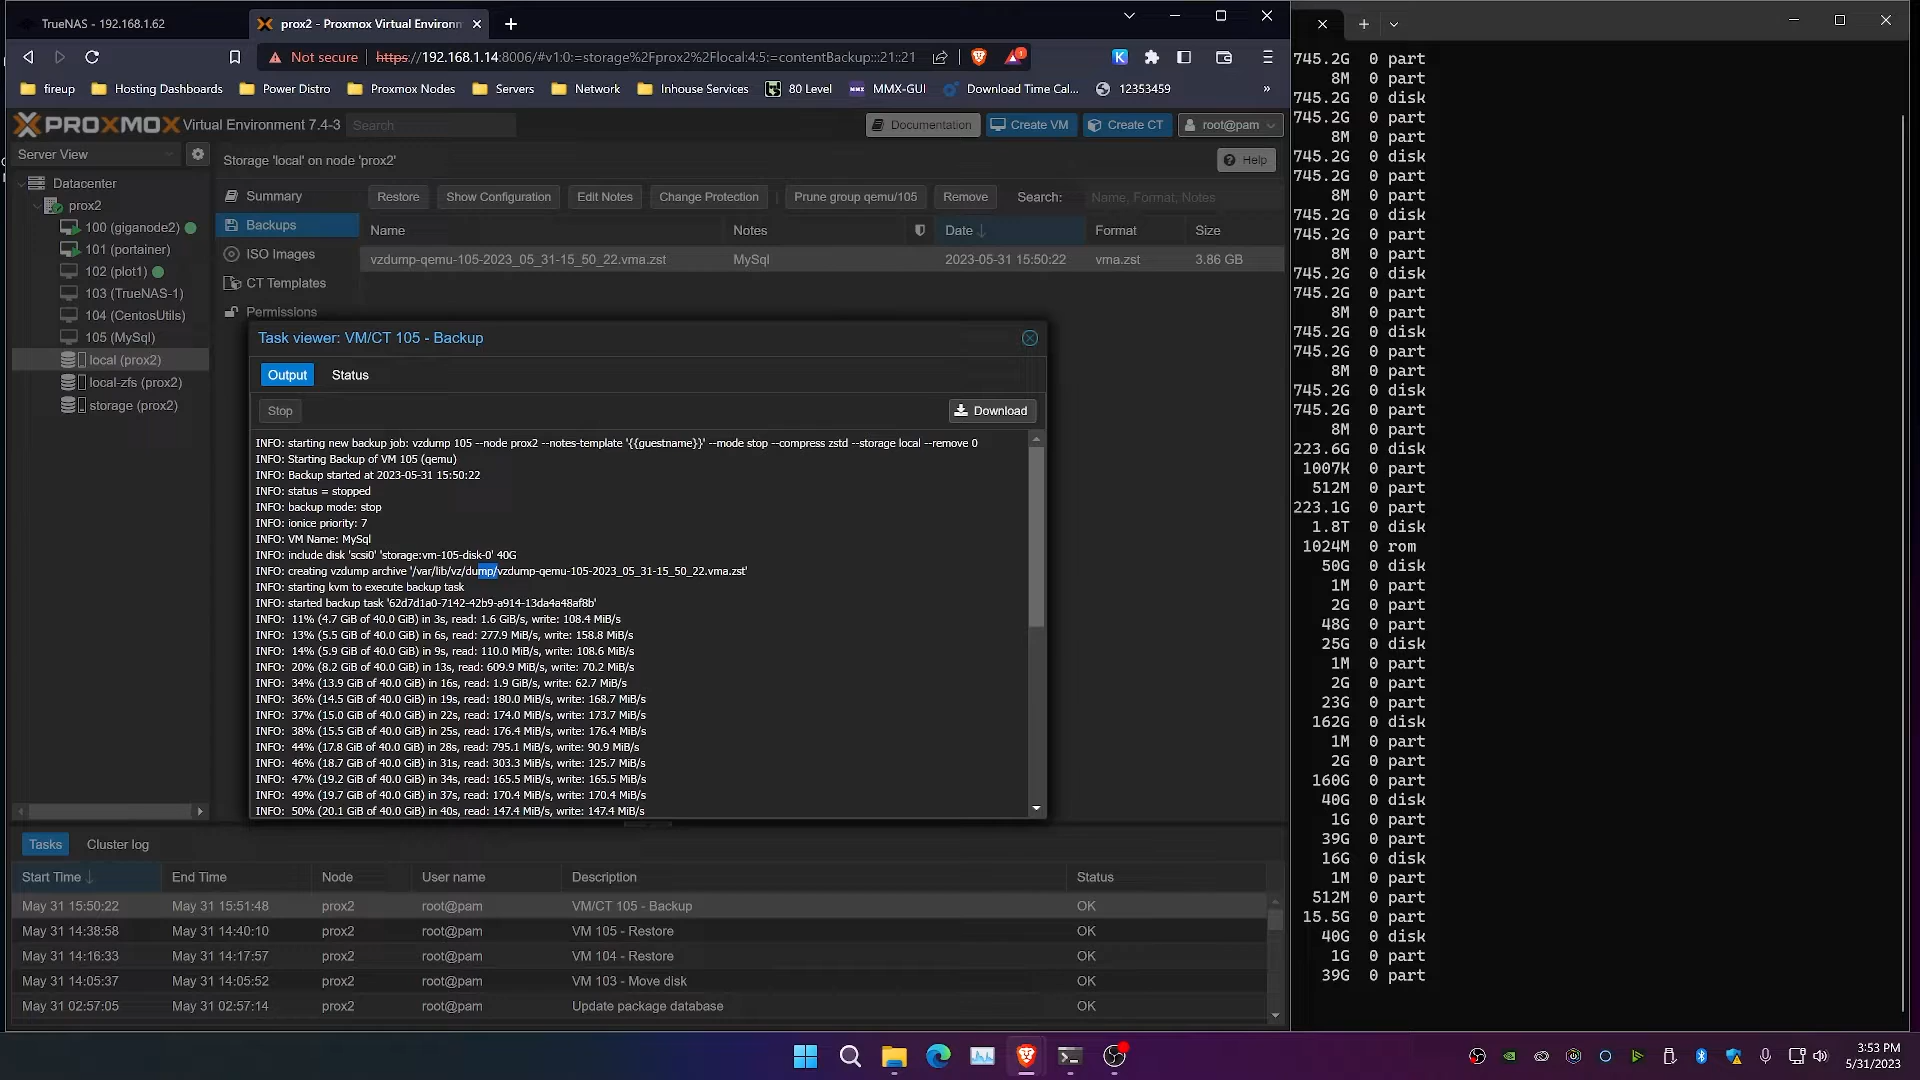 TrueNAS - 192.168.1.62
prox2 - Proxmox Virtual Environm
Not secure
https://192.168.1.14:8006/#v1:0:=storage%2Fprox2%2Flocal:4:5:=contentBackup:::21::21
fireup
Hosting Dashboards
Power Distro
Proxmox Nodes
Servers
Network
Inhouse Services
80 Level
MMX-GUI
Download Time Cal...
12353459
»
PROXMOX Virtual Environment 7.4-3
Search
Documentation
Create VM
Create CT
root@pam
Server View
Storage 'local' on node 'prox2'
Help
Datacenter
prox2
100 (giganode2)
101 (portainer)
102 (plot1)
103 (TrueNAS-1)
104 (CentosUtils)
105 (MySql)
local (prox2)
local-zfs (prox2)
storage (prox2)
Summary
Backups
ISO Images
CT Templates
Permissions
Restore
Show Configuration
Edit Notes
Change Protection
Prune group qemu/105
Remove
Search:
Name, Format, Notes
Name
Notes
Date
Format
Size
vzdump-qemu-105-2023_05_31-15_50_22.vma.zst
MySql
2023-05-31 15:50:22
vma.zst
3.86 GB
Task viewer: VM/CT 105 - Backup
Output
Status
Stop
Download
INFO: starting new backup job: vzdump 105 --node prox2 --notes-template '{{guestname}}' --mode stop --compress zstd --storage local --remove 0
INFO: Starting Backup of VM 105 (qemu)
INFO: Backup started at 2023-05-31 15:50:22
INFO: status = stopped
INFO: backup mode: stop
INFO: ionice priority: 7
INFO: VM Name: MySql
INFO: include disk 'scsi0' 'storage:vm-105-disk-0' 40G
INFO: creating vzdump archive '/var/lib/vz/dump/vzdump-qemu-105-2023_05_31-15_50_22.vma.zst'
INFO: starting kvm to execute backup task
INFO: started backup task '62d7d1a0-7142-42b9-a914-13da4a48af8b'
INFO: 11% (4.7 GiB of 40.0 GiB) in 3s, read: 1.6 GiB/s, write: 108.4 MiB/s
INFO: 13% (5.5 GiB of 40.0 GiB) in 6s, read: 277.9 MiB/s, write: 158.8 MiB/s
INFO: 14% (5.9 GiB of 40.0 GiB) in 9s, read: 110.0 MiB/s, write: 108.6 MiB/s
INFO: 20% (8.2 GiB of 40.0 GiB) in 13s, read: 609.9 MiB/s, write: 70.2 MiB/s
INFO: 34% (13.9 GiB of 40.0 GiB) in 16s, read: 1.9 GiB/s, write: 62.7 MiB/s
INFO: 36% (14.5 GiB of 40.0 GiB) in 19s, read: 180.0 MiB/s, write: 168.7 MiB/s
INFO: 37% (15.0 GiB of 40.0 GiB) in 22s, read: 174.0 MiB/s, write: 173.7 MiB/s
INFO: 38% (15.5 GiB of 40.0 GiB) in 25s, read: 176.4 MiB/s, write: 176.4 MiB/s
INFO: 44% (17.8 GiB of 40.0 GiB) in 28s, read: 795.1 MiB/s, write: 90.9 MiB/s
INFO: 46% (18.7 GiB of 40.0 GiB) in 31s, read: 303.3 MiB/s, write: 125.7 MiB/s
INFO: 47% (19.2 GiB of 40.0 GiB) in 34s, read: 165.5 MiB/s, write: 165.5 MiB/s
INFO: 49% (19.7 GiB of 40.0 GiB) in 37s, read: 170.4 MiB/s, write: 170.4 MiB/s
INFO: 50% (20.1 GiB of 40.0 GiB) in 40s, read: 147.4 MiB/s, write: 147.4 MiB/s
Tasks
Cluster log
Start Time
End Time
Node
User name
Description
Status
May 31 15:50:22 May 31 15:51:48 prox2 root@pam VM/CT 105 - Backup OK
May 31 14:38:58 May 31 14:40:10 prox2 root@pam VM 105 - Restore OK
May 31 14:16:33 May 31 14:17:57 prox2 root@pam VM 104 - Restore OK
May 31 14:05:37 May 31 14:05:52 prox2 root@pam VM 103 - Move disk OK
May 31 02:57:05 May 31 02:57:14 prox2 root@pam Update package database OK
745.2G 0 part
8M 0 part
745.2G 0 disk
745.2G 0 part
8M 0 part
745.2G 0 disk
745.2G 0 part
8M 0 part
745.2G 0 disk
745.2G 0 part
8M 0 part
745.2G 0 disk
745.2G 0 part
8M 0 part
745.2G 0 disk
745.2G 0 part
8M 0 part
745.2G 0 disk
745.2G 0 part
8M 0 part
223.6G 0 disk
1007K 0 part
512M 0 part
223.1G 0 part
1.8T 0 disk
1024M 0 rom
50G 0 disk
1M 0 part
2G 0 part
48G 0 part
25G 0 disk
1M 0 part
2G 0 part
23G 0 part
162G 0 disk
1M 0 part
2G 0 part
160G 0 part
40G 0 disk
1G 0 part
39G 0 part
16G 0 disk
1M 0 part
512M 0 part
15.5G 0 part
40G 0 disk
1G 0 part
39G 0 part
3:53 PM
5/31/2023